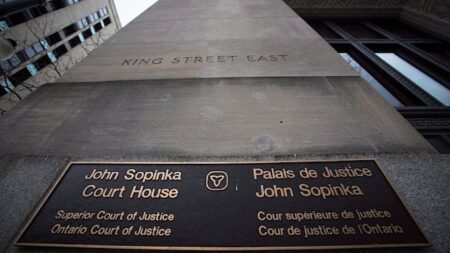 KING STREET EAST
John Sopinka
Court House
Superior Court of Justice
Ontario Court of Justice
Palais de Justice
John Sopinka
Cour supérieure de justice
Cour de justice de l'Ontario